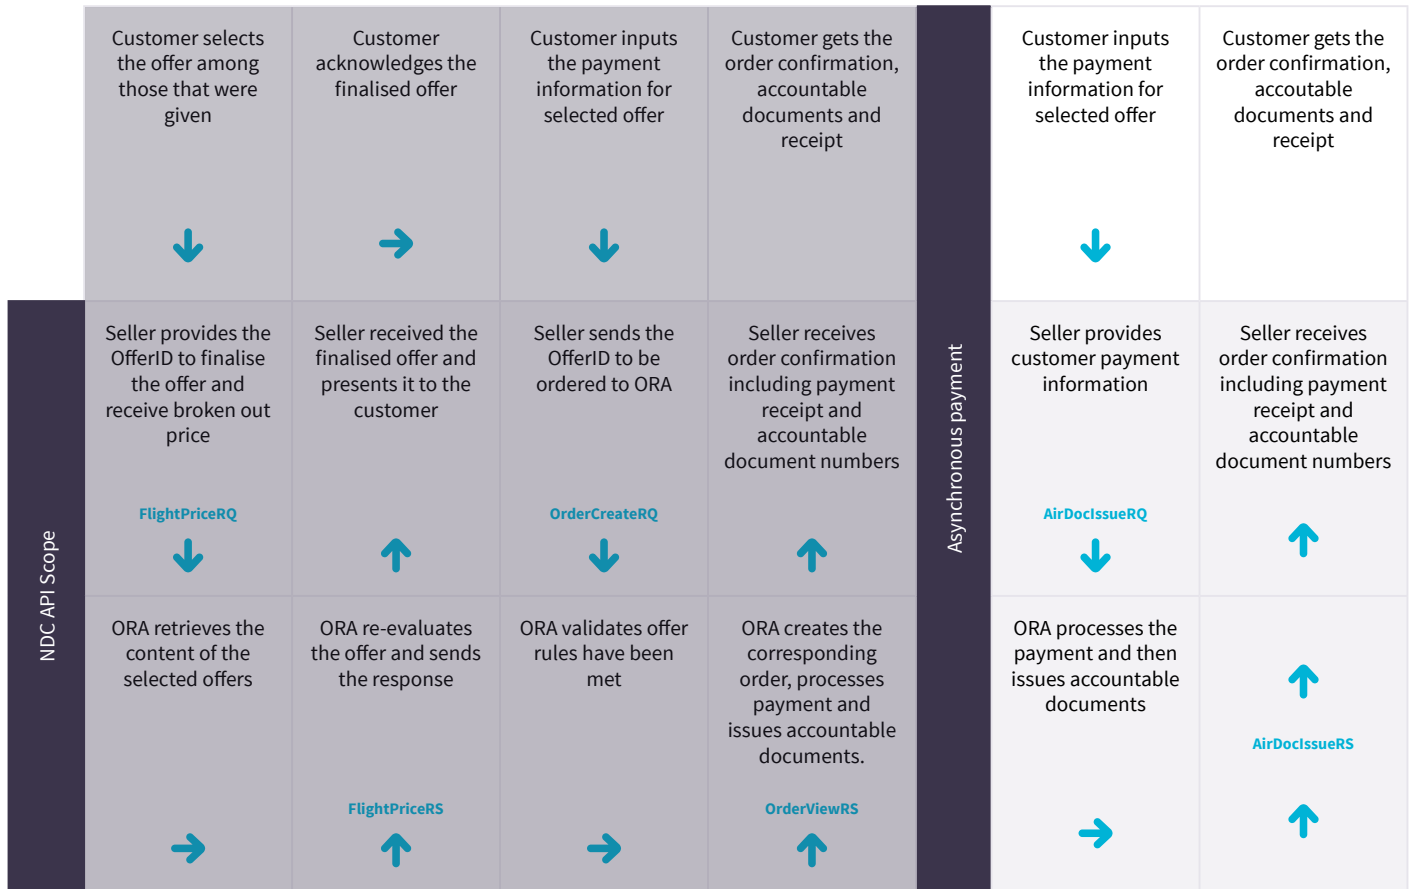 Customer selects
the offer among
those that were
given
Customer
acknowledges the
finalised offer
Customer inputs
the payment
information for
selected offer
Customer gets the
order confirmation,
accountable
documents and
receipt
Customer inputs
the payment
information for
selected offer
Customer gets the
order confirmation,
accoutable
documents and
receipt
NDC API Scope
Seller provides the
OfferID to finalise
the offer and
receive broken out
price
FlightPriceRQ
Seller received the
finalised offer and
presents it to the
customer
Seller sends the
OfferID to be
ordered to ORA
OrderCreateRQ
Seller receives
order confirmation
including payment
receipt and
accountable
document numbers
Asynchronous payment
Seller provides
customer payment
information
AirDocIssueRQ
Seller receives
order confirmation
including payment
receipt and
accountable
document numbers
ORA retrieves the
content of the
selected offers
ORA re-evaluates
the offer and sends
the response
FlightPriceRS
ORA validates offer
rules have been
met
ORA creates the
corresponding
order, processes
payment and
issues accountable
documents.
OrderViewRS
ORA processes the
payment and then
issues accountable
documents
AirDocIssueRS